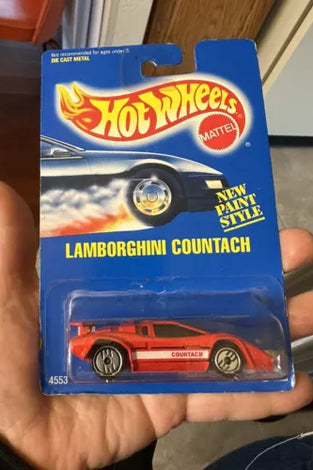 Not recommended for ages under 3.
DIE CAST METAL
HOT WHEELS
MATTEL
NEW
PAINT
STYLE
LAMBORGHINI COUNTACH
COUNTACH
4553